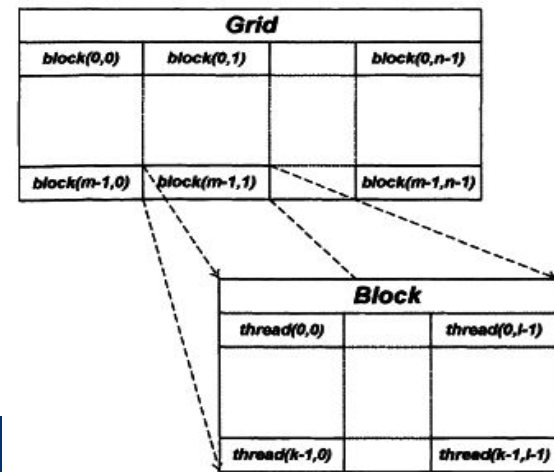 Grid
block(0,0) block(0,1) block(0,n-1)
block(m-1,0) block(m-1,1) block(m-1,n-1)
Block
thread(0,0) thread(0,l-1)
thread(k-1,0) thread(k-1,l-1)